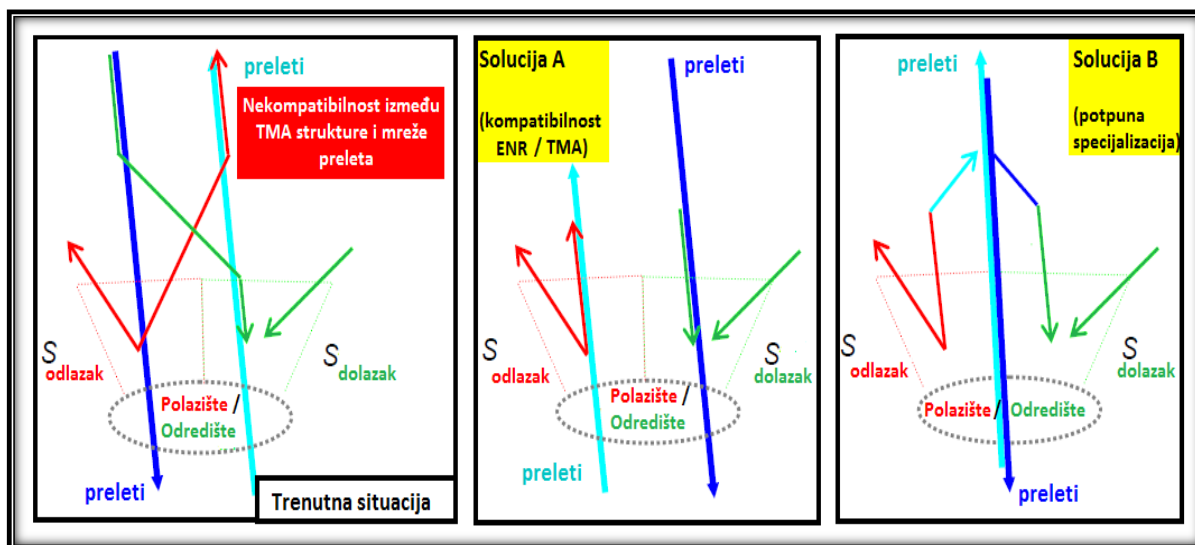 preleti
Nekompatibilnost između
TMA strukture i mreže
preleta
S
odlazak
S
dolazak
Polazište /
Odredište
preleti
Trenutna situacija
Solucija A
(kompatibilnost
ENR / TMA)
preleti
S
odlazak
S
dolazak
Polazište /
Odredište
preleti
Solucija B
(potpuna
specijalizacija)
preleti
S
odlazak
S
dolazak
Polazište / Odredište
preleti